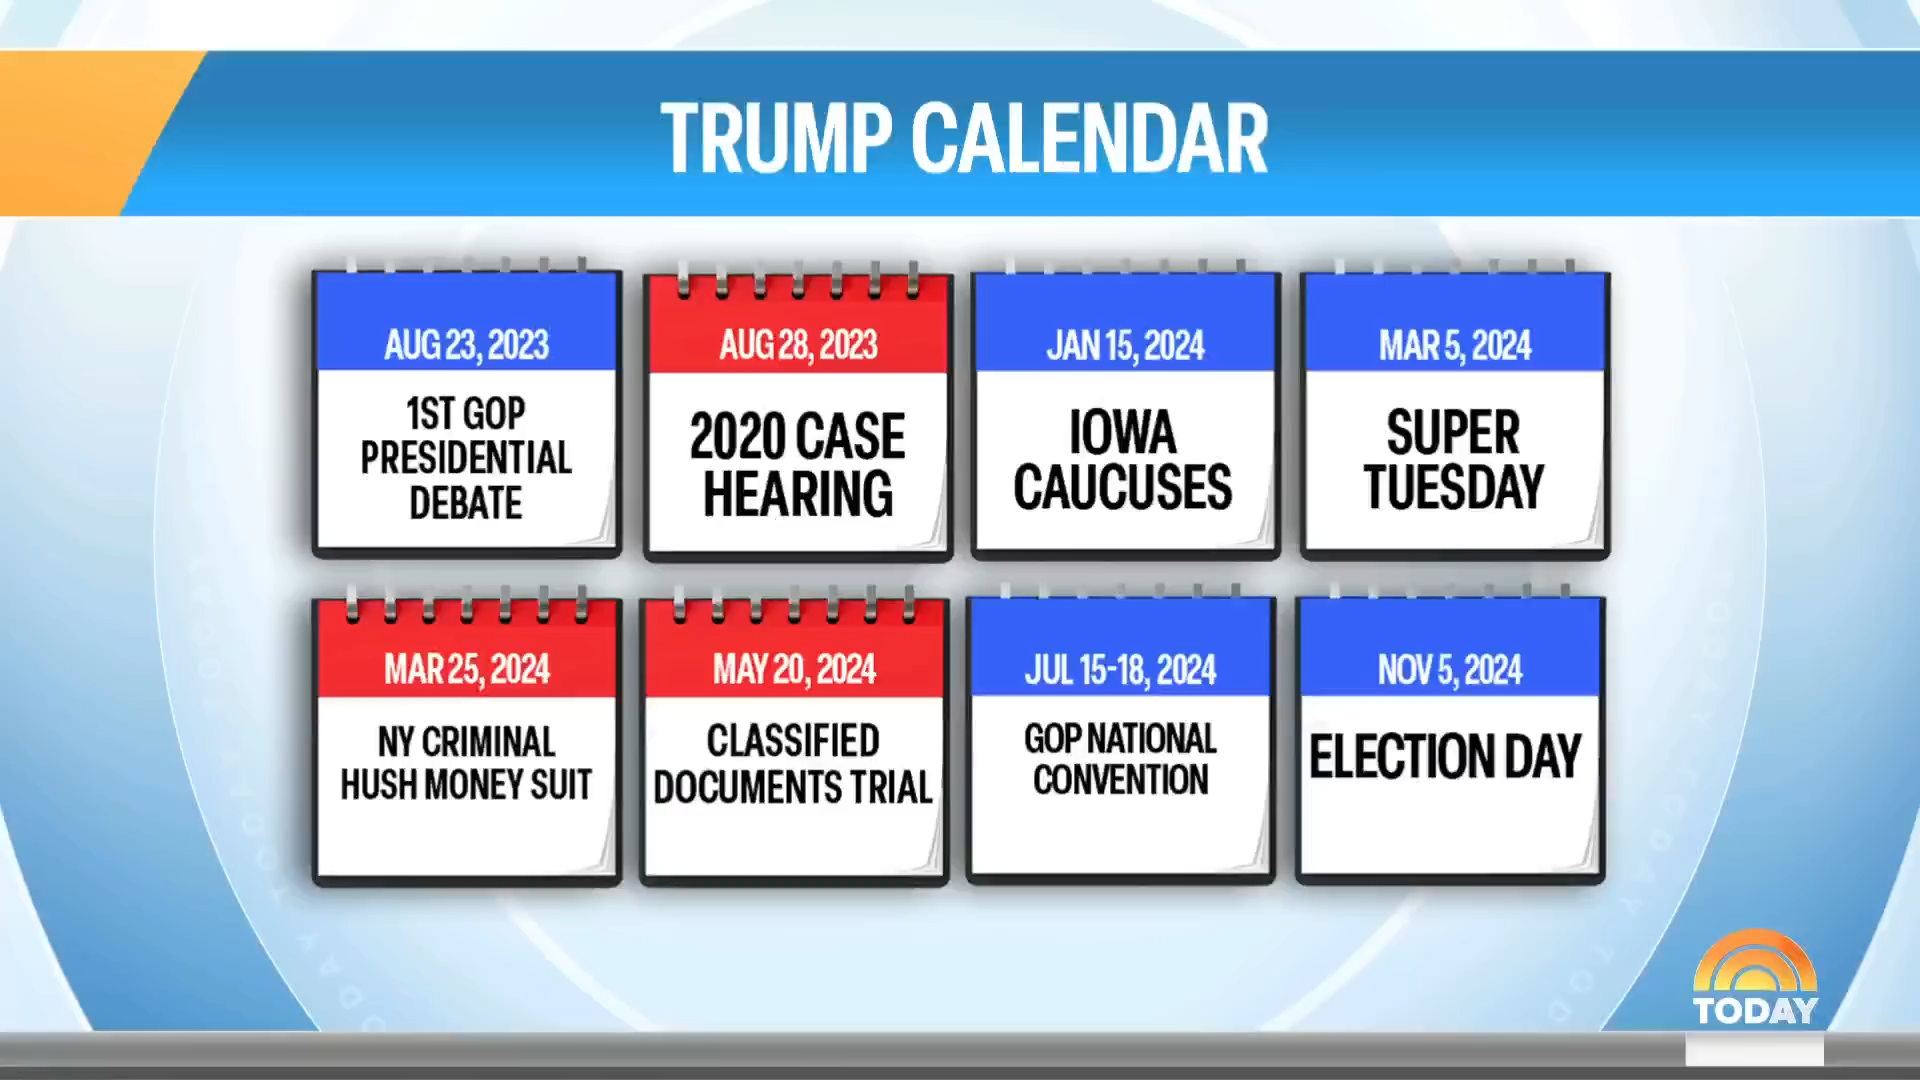 TRUMP CALENDAR
AUG 23, 2023
1ST GOP
PRESIDENTIAL
DEBATE
AUG 28, 2023
2020 CASE
HEARING
JAN 15, 2024
IOWA
CAUCUSES
MAR 5, 2024
SUPER
TUESDAY
MAR 25, 2024
NY CRIMINAL
HUSH MONEY SUIT
MAY 20, 2024
CLASSIFIED
DOCUMENTS TRIAL
JUL 15-18, 2024
GOP NATIONAL
CONVENTION
NOV 5, 2024
ELECTION DAY
TODAY